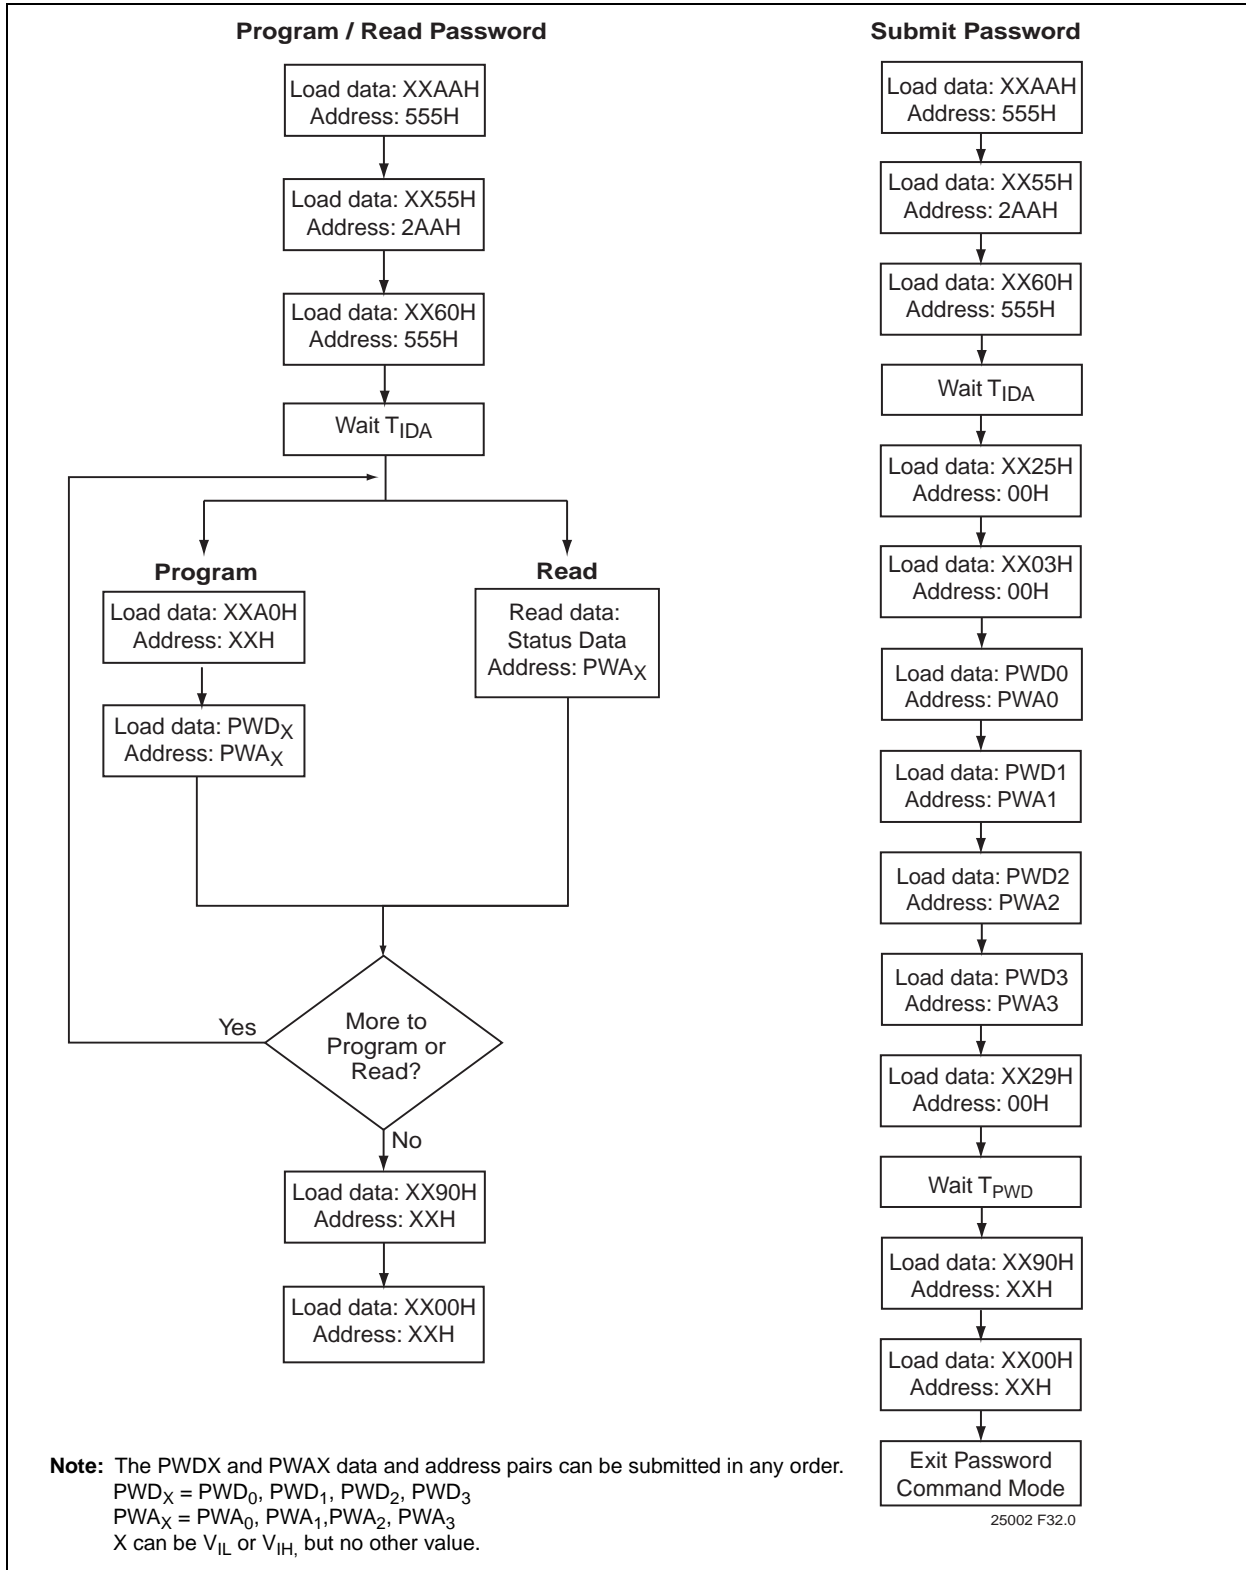 Program / Read Password
Load data: XXAAH
Address: 555H
Load data: XX55H
Address: 2AAH
Load data: XX60H
Address: 555H
Wait TIDA
Program
Load data: XXA0H
Address: XXH
Load data: PWDX
Address: PWAX
Read
Read data:
Status Data
Address: PWAX
More to
Program or
Read?
Yes
No
Load data: XX90H
Address: XXH
Load data: XX00H
Address: XXH
Submit Password
Load data: XXAAH
Address: 555H
Load data: XX55H
Address: 2AAH
Load data: XX60H
Address: 555H
Wait TIDA
Load data: XX25H
Address: 00H
Load data: XX03H
Address: 00H
Load data: PWD0
Address: PWA0
Load data: PWD1
Address: PWA1
Load data: PWD2
Address: PWA2
Load data: PWD3
Address: PWA3
Load data: XX29H
Address: 00H
Wait TPWD
Load data: XX90H
Address: XXH
Load data: XX00H
Address: XXH
Exit Password
Command Mode
25002 F32.0
Note: The PWDX and PWAX data and address pairs can be submitted in any order.
PWDX = PWD0, PWD1, PWD2, PWD3
PWAX = PWA0, PWA1,PWA2, PWA3
X can be VIL or VIH, but no other value.